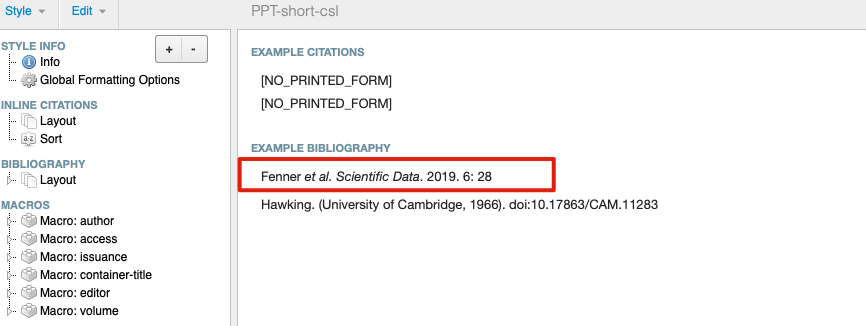 Style Edit PPT-short-csl
STYLE INFO + -
Info
Global Formatting Options
INLINE CITATIONS
Layout
a-z Sort
BIBLIOGRAPHY
Layout
MACROS
Macro: author
Macro: access
Macro: issuance
Macro: container-title
Macro: editor
Macro: volume
EXAMPLE CITATIONS
[NO_PRINTED_FORM]
[NO_PRINTED_FORM]
EXAMPLE BIBLIOGRAPHY
Fenner et al. Scientific Data. 2019. 6: 28
Hawking. (University of Cambridge, 1966). doi:10.17863/CAM.11283